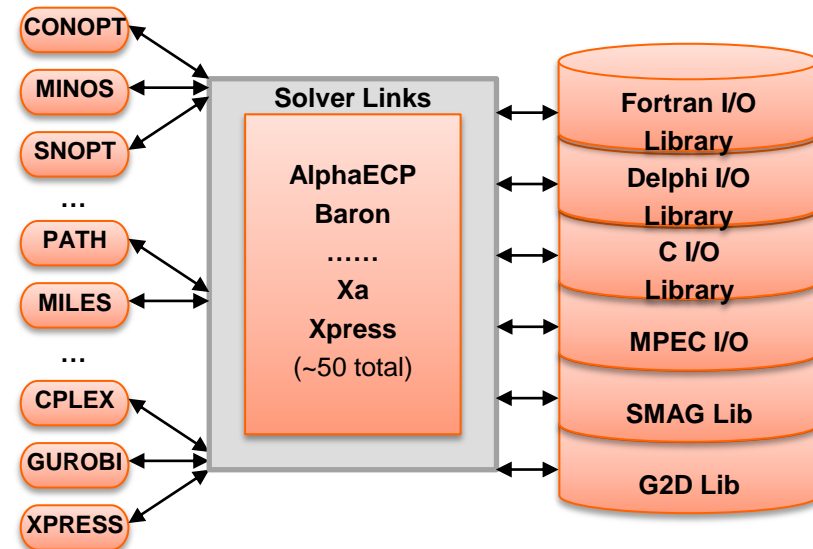 CONOPT
MINOS
SNOPT
…
PATH
MILES
…
CPLEX
GUROBI
XPRESS
Solver Links
AlphaECP
Baron
……
Xa
Xpress
(~50 total)
Fortran I/O
Library
Delphi I/O
Library
C I/O
Library
MPEC I/O
SMAG Lib
G2D Lib